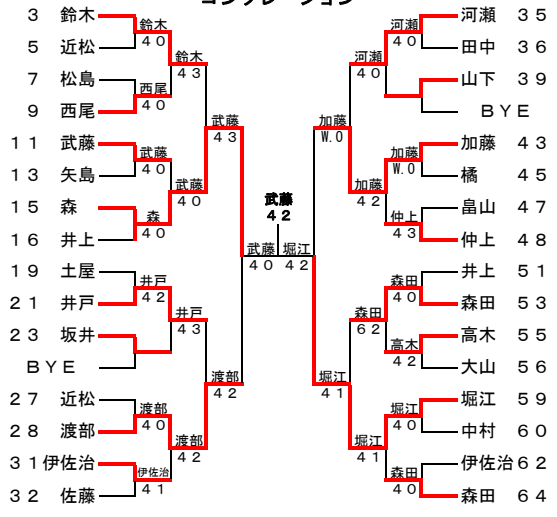 コンソレーション
3 鈴木 鈴木 河瀬 河瀬 35
5 近松 40 鈴木 河瀬 40 田中 36
7 松島 西尾 43 40 山下 39
9 西尾 40 武藤 加藤 BYE
11 武藤 武藤 43 W.0 加藤 加藤 43
13 矢島 40 武藤 加藤 W.0 橘 45
15 森 森 40 武藤 42 仲上 畠山 47
16 井上 40 42 43 仲上 48
武藤 堀江
19 土屋 井戸 40 42 森田 井上 51
21 井戸 42 井戸 森田 40 森田 53
23 坂井 43 62 高木 高木 55
BYE 渡部 堀江 42 大山 56
27 近松 渡部 42 41 堀江 堀江 59
28 渡部 40 渡部 堀江 40 中村 60
31 伊佐治 伊佐治 42 41 森田 伊佐治 62
32 佐藤 41 40 森田 64